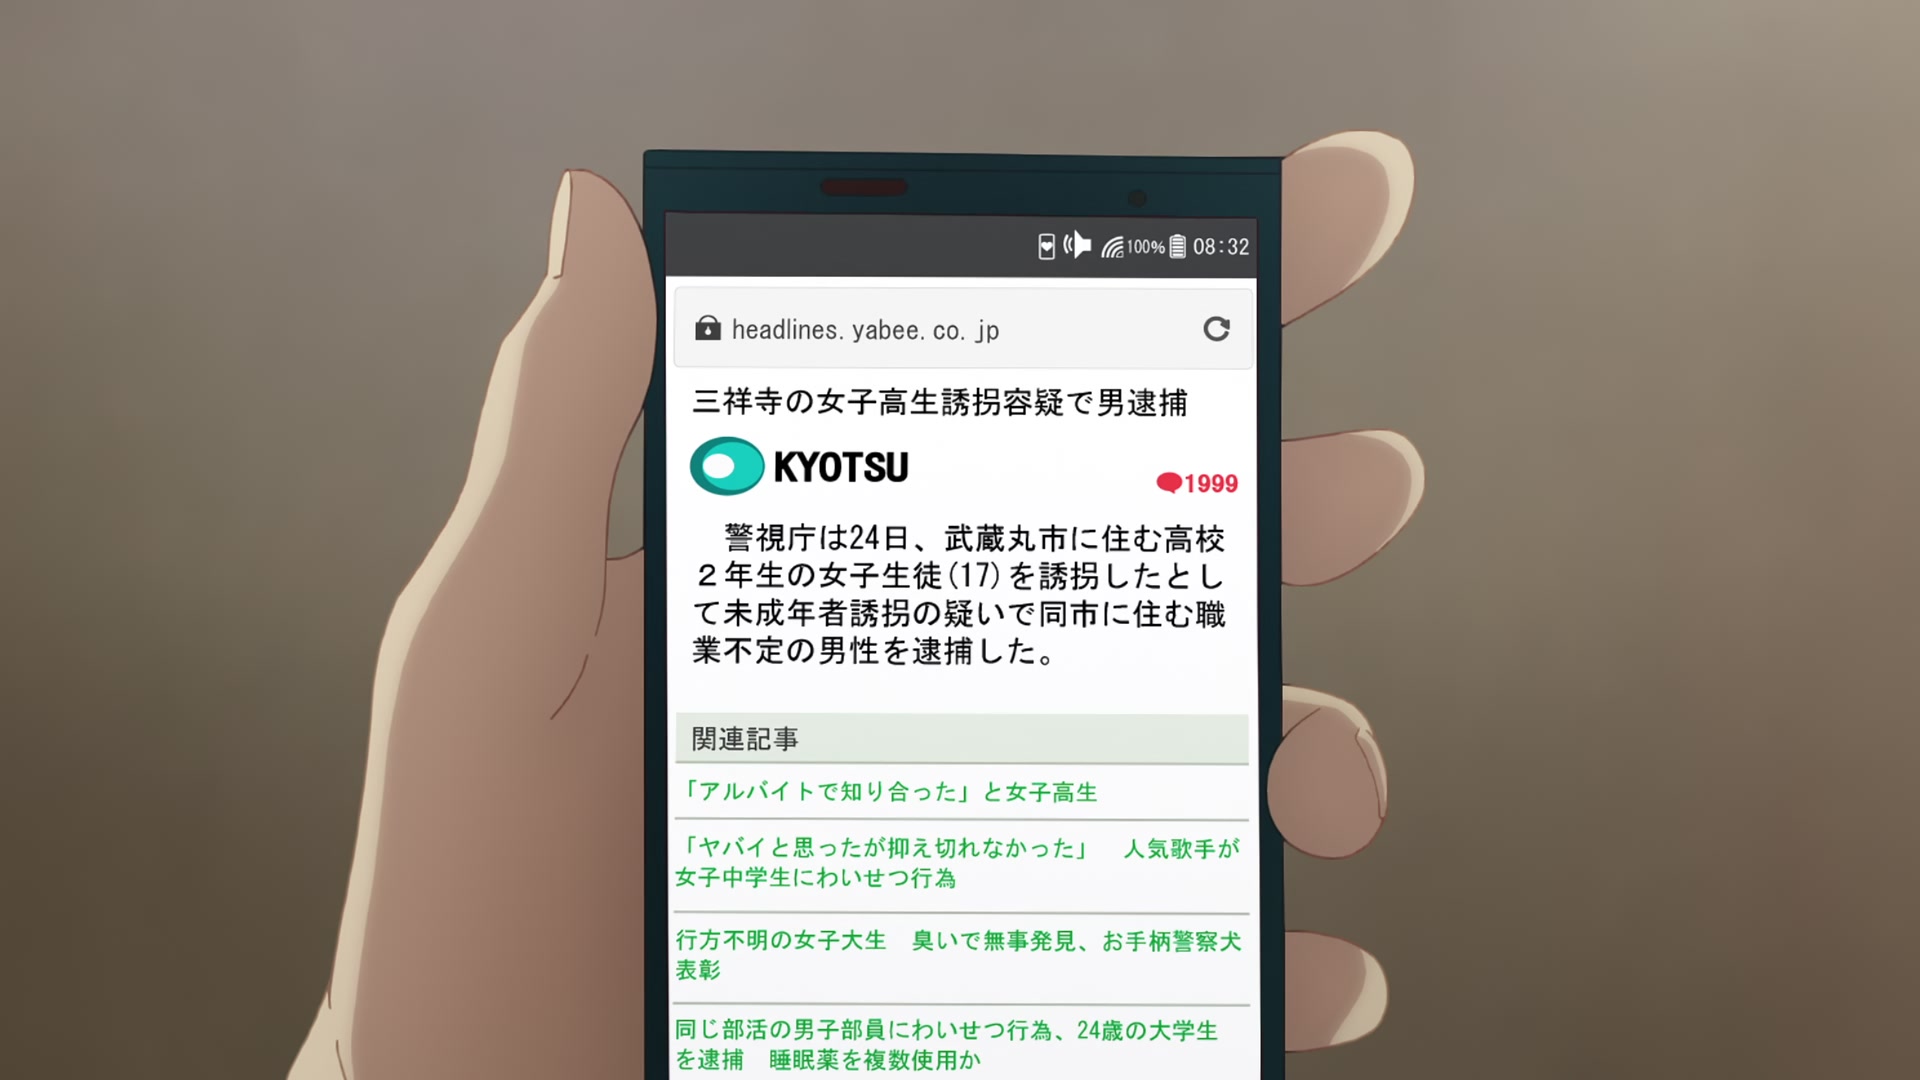 100% 08:32
headlines.yabee.co.jp
三祥寺の女子高生誘拐容疑で男逮捕
KYOTSU
1999
警視庁は24日、武蔵丸市に住む高校
２年生の女子生徒(17)を誘拐したとし
て未成年者誘拐の疑いで同市に住む職
業不定の男性を逮捕した。
関連記事
「アルバイトで知り合った」と女子高生
「ヤバイと思ったが抑え切れなかった」　人気歌手が
女子中学生にわいせつ行為
行方不明の女子大生　臭いで無事発見、お手柄警察犬
表彰
同じ部活の男子部員にわいせつ行為、24歳の大学生
を逮捕　睡眠薬を複数使用か